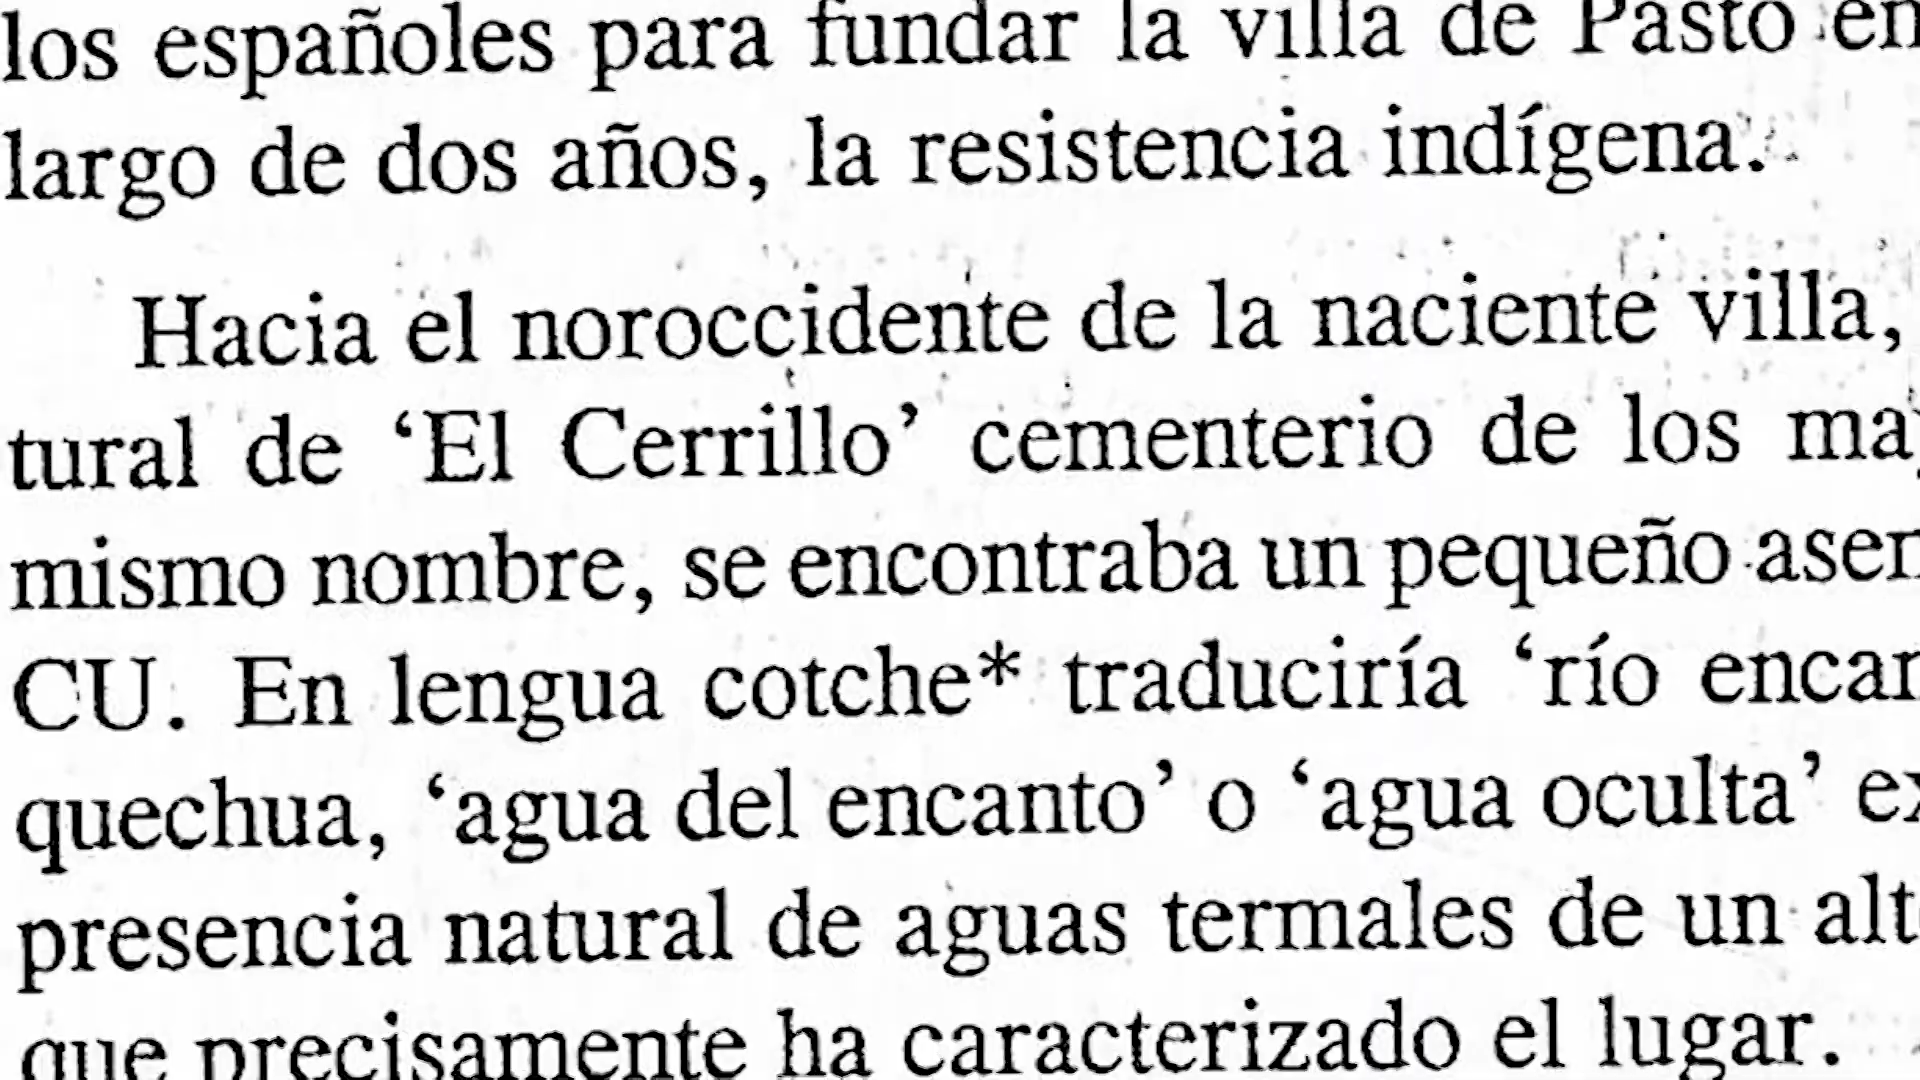 los españoles para fundar la villa de Pasto en
largo de dos años, la resistencia indígena.
Hacia el noroccidente de la naciente villa,
tural de ‘El Cerrillo’ cementerio de los
mismo nombre, se encontraba un pequeño
CU. En lengua cotche* traduciría ‘río
quechua, ‘agua del encanto’ o ‘agua oculta’
presencia natural de aguas termales de un
que precisamente ha caracterizado el lugar.